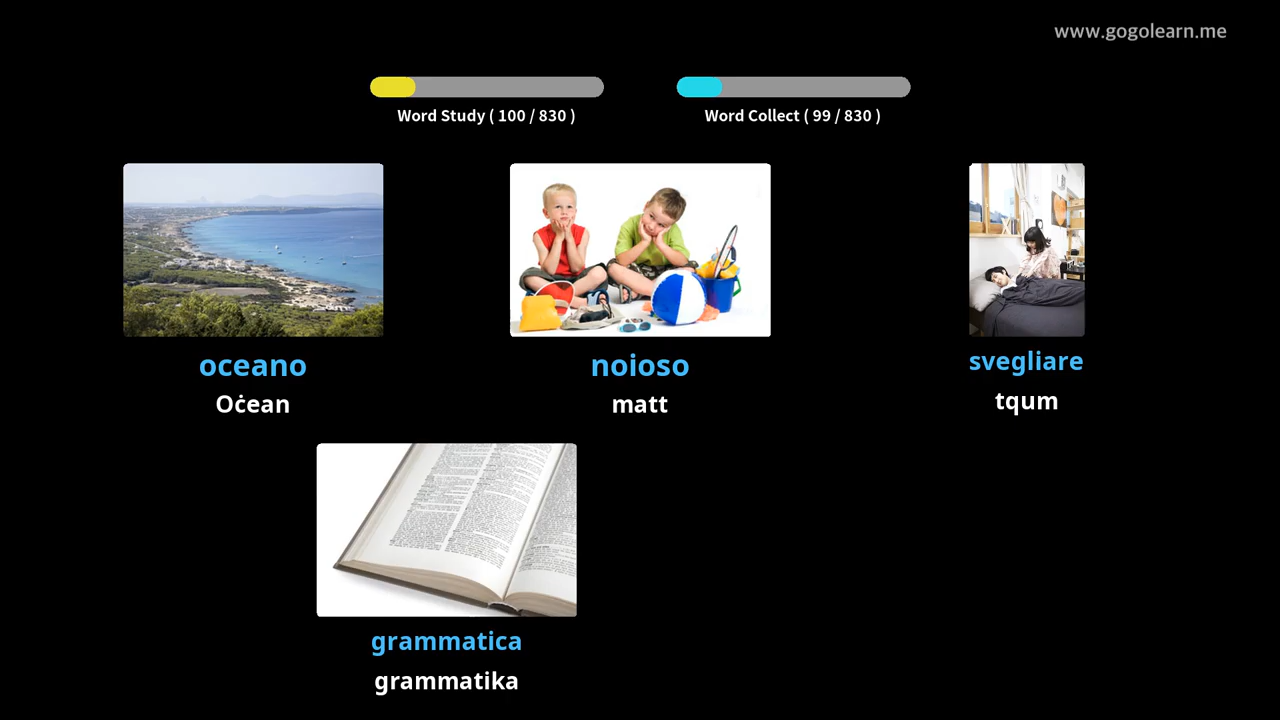 www.gogolearn.me
Word Study ( 100 / 830 )
Word Collect ( 99 / 830 )
oceano
Oċean
noioso
matt
svegliare
tqum
grammatica
grammatika